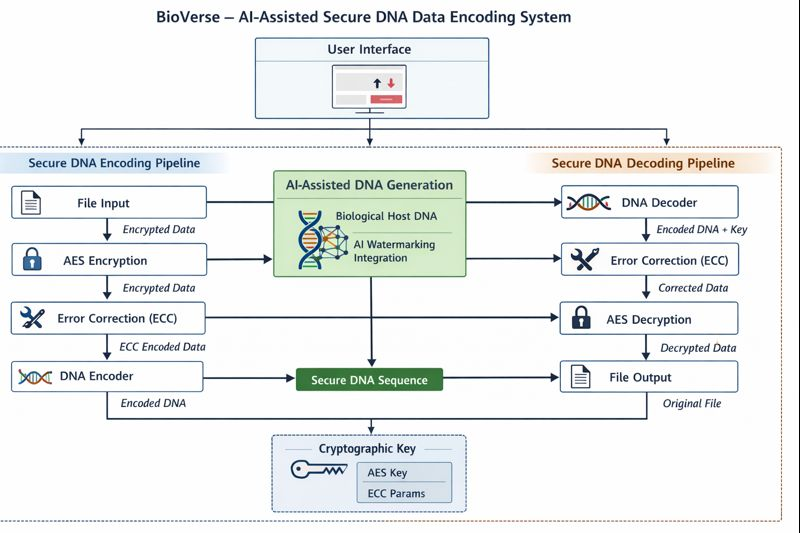 BioVerse – AI-Assisted Secure DNA Data Encoding System
User Interface
Secure DNA Encoding Pipeline
File Input
Encrypted Data
AES Encryption
Encrypted Data
Error Correction (ECC)
ECC Encoded Data
DNA Encoder
Encoded DNA
AI-Assisted DNA Generation
Biological Host DNA
AI Watermarking
Integration
Secure DNA Sequence
Secure DNA Decoding Pipeline
DNA Decoder
Encoded DNA + Key
Error Correction (ECC)
Corrected Data
AES Decryption
Decrypted Data
File Output
Original File
Cryptographic Key
AES Key
ECC Params